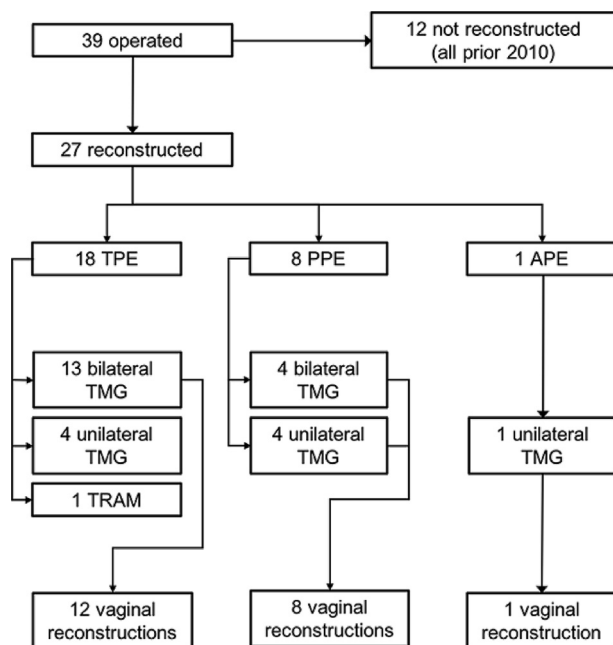 39 operated
12 not reconstructed
(all prior 2010)
27 reconstructed
18 TPE
8 PPE
1 APE
13 bilateral
TMG
4 bilateral
TMG
4 unilateral
TMG
4 unilateral
TMG
1 unilateral
TMG
1 TRAM
12 vaginal
reconstructions
8 vaginal
reconstructions
1 vaginal
reconstruction